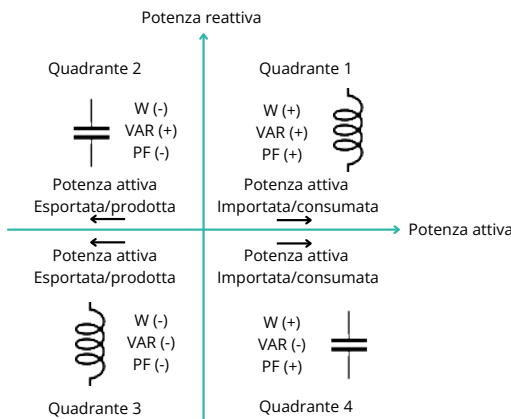 Potenza reattiva
Quadrante 2
W (-)
VAR (+)
PF (-)
Potenza attiva
Esportata/prodotta
Quadrante 1
W (+)
VAR (+)
PF (+)
Potenza attiva
Importata/consumata
Potenza attiva
Potenza attiva
Esportata/prodotta
W (-)
VAR (-)
PF (-)
Quadrante 3
Potenza attiva
Importata/consumata
W (+)
VAR (-)
PF (+)
Quadrante 4